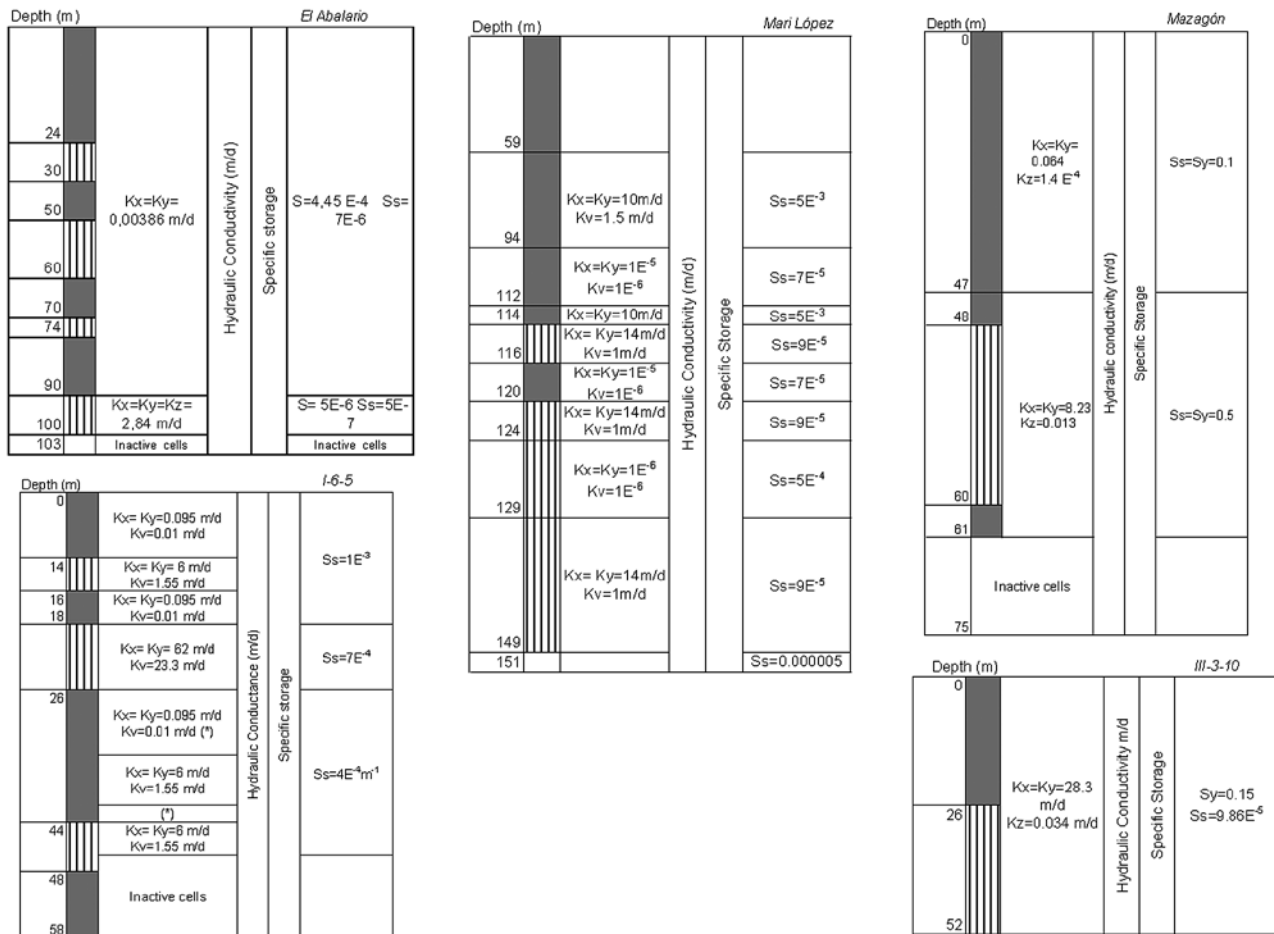 Depth (m)
El Abalario
24
30
50
60
70
74
90
100
103
Kx=Ky=
0,00386 m/d
Kx=Ky=Kz=
2,84 m/d
Inactive cells
Hydraulic Conductivity (m/d)
Specific storage
S=4,45 E-4 Ss=
7E-6
S= 5E-6 Ss=5E-
7
Inactive cells
Depth (m)
Mari López
59
94
112
114
116
120
124
129
149
151
Kx=Ky=10m/d
Kv=1.5 m/d
Kx=Ky=1E-5
Kv=1E-6
Kx=Ky=10m/d
Kx= Ky=14m/d
Kv=1m/d
Kx=Ky=1E-5
Kv=1E-6
Kx= Ky=14m/d
Kv=1m/d
Kx=Ky=1E-6
Kv=1E-6
Kx= Ky=14m/d
Kv=1m/d
Hydraulic Conductivity (m/d)
Specific Storage
Ss=5E-3
Ss=7E-5
Ss=5E-3
Ss=9E-5
Ss=7E-5
Ss=9E-5
Ss=5E-4
Ss=9E-5
Ss=0.000005
Depth (m)
Mazagón
0
47
48
60
61
75
Kx=Ky=
0.064
Kz=1.4 E-4
Kx=Ky=8.23
Kz=0.013
Inactive cells
Hydraulic conductivity (m/d)
Specific Storage
Ss=Sy=0.1
Ss=Sy=0.5
Depth (m)
I-6-5
0
14
16
18
26
44
48
58
Kx= Ky=0.095 m/d
Kv=0.01 m/d
Kx= Ky= 6 m/d
Kv=1.55 m/d
Kx= Ky=0.095 m/d
Kv=0.01 m/d
Kx= Ky= 62 m/d
Kv=23.3 m/d
Kx= Ky=0.095 m/d
Kv=0.01 m/d (*)
Kx= Ky=6 m/d
Kv=1.55 m/d
(*)
Kx= Ky=6 m/d
Kv=1.55 m/d
Inactive cells
Hydraulic Conductance (m/d)
Specific storage
Ss=1E-3
Ss=7E-4
Ss=4E-4m-1
Depth (m)
III-3-10
0
26
52
Kx=Ky=28.3
m/d
Kz=0.034 m/d
Hydraulic Conductivity m/d
Specific Storage
Sy=0.15
Ss=9.86E-5